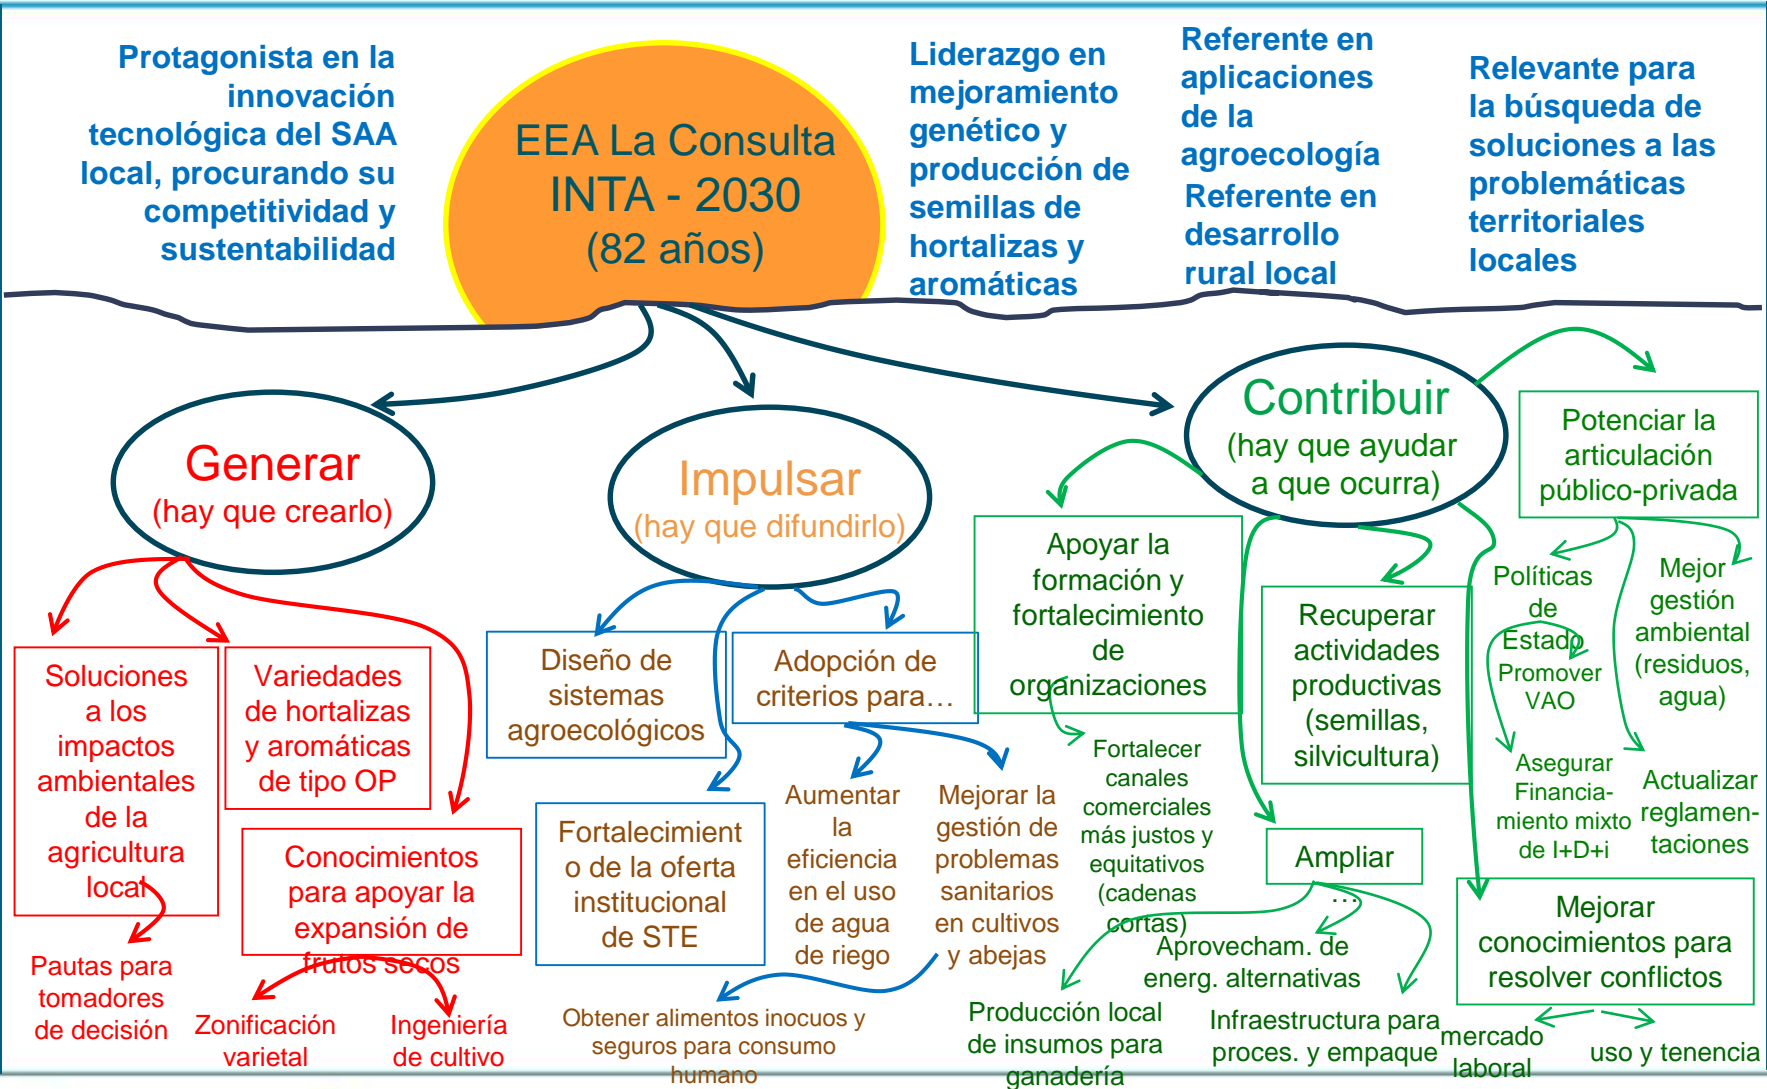 Protagonista en la
innovación
tecnológica del SAA
local, procurando su
competitividad y
sustentabilidad
EEA La Consulta
INTA - 2030
(82 años)
Liderazgo en
mejoramiento
genético y
producción de
semillas de
hortalizas y
aromáticas
Referente en
aplicaciones
de la
agroecología
Referente en
desarrollo
rural local
Relevante para
la búsqueda de
soluciones a las
problemáticas
territoriales
locales
Generar
(hay que crearlo)
Impulsar
(hay que difundirlo)
Contribuir
(hay que ayudar
a que ocurra)
Soluciones
a los
impactos
ambientales
de la
agricultura
local
Pautas para
tomadores
de decisión
Variedades
de hortalizas
y aromáticas
de tipo OP
Conocimientos
para apoyar la
expansión de
frutos secos
Zonificación
varietal
Ingeniería
de cultivo
Diseño de
sistemas
agroecológicos
Fortalecimient
o de la oferta
institucional
de STE
Adopción de
criterios para…
Aumentar
la
eficiencia
en el uso
de agua
de riego
Mejorar la
gestión de
problemas
sanitarios
en cultivos
y abejas
Obtener alimentos inocuos y
seguros para consumo
humano
Apoyar la
formación y
fortalecimiento
de
organizaciones
Fortalecer
canales
comerciales
más justos y
equitativos
(cadenas
cortas)
Recuperar
actividades
productivas
(semillas,
silvicultura)
Ampliar
…
Aprovecham. de
energ. alternativas
Producción local
de insumos para
ganadería
Infraestructura para
proces. y empaque
Potenciar la
articulación
público-privada
Políticas
de
Estado
Promover
VAO
Asegurar
Financia-
miento mixto
de I+D+i
Mejor
gestión
ambiental
(residuos,
agua)
Actualizar
reglamen-
taciones
Mejorar
conocimientos para
resolver conflictos
mercado
laboral
uso y tenencia